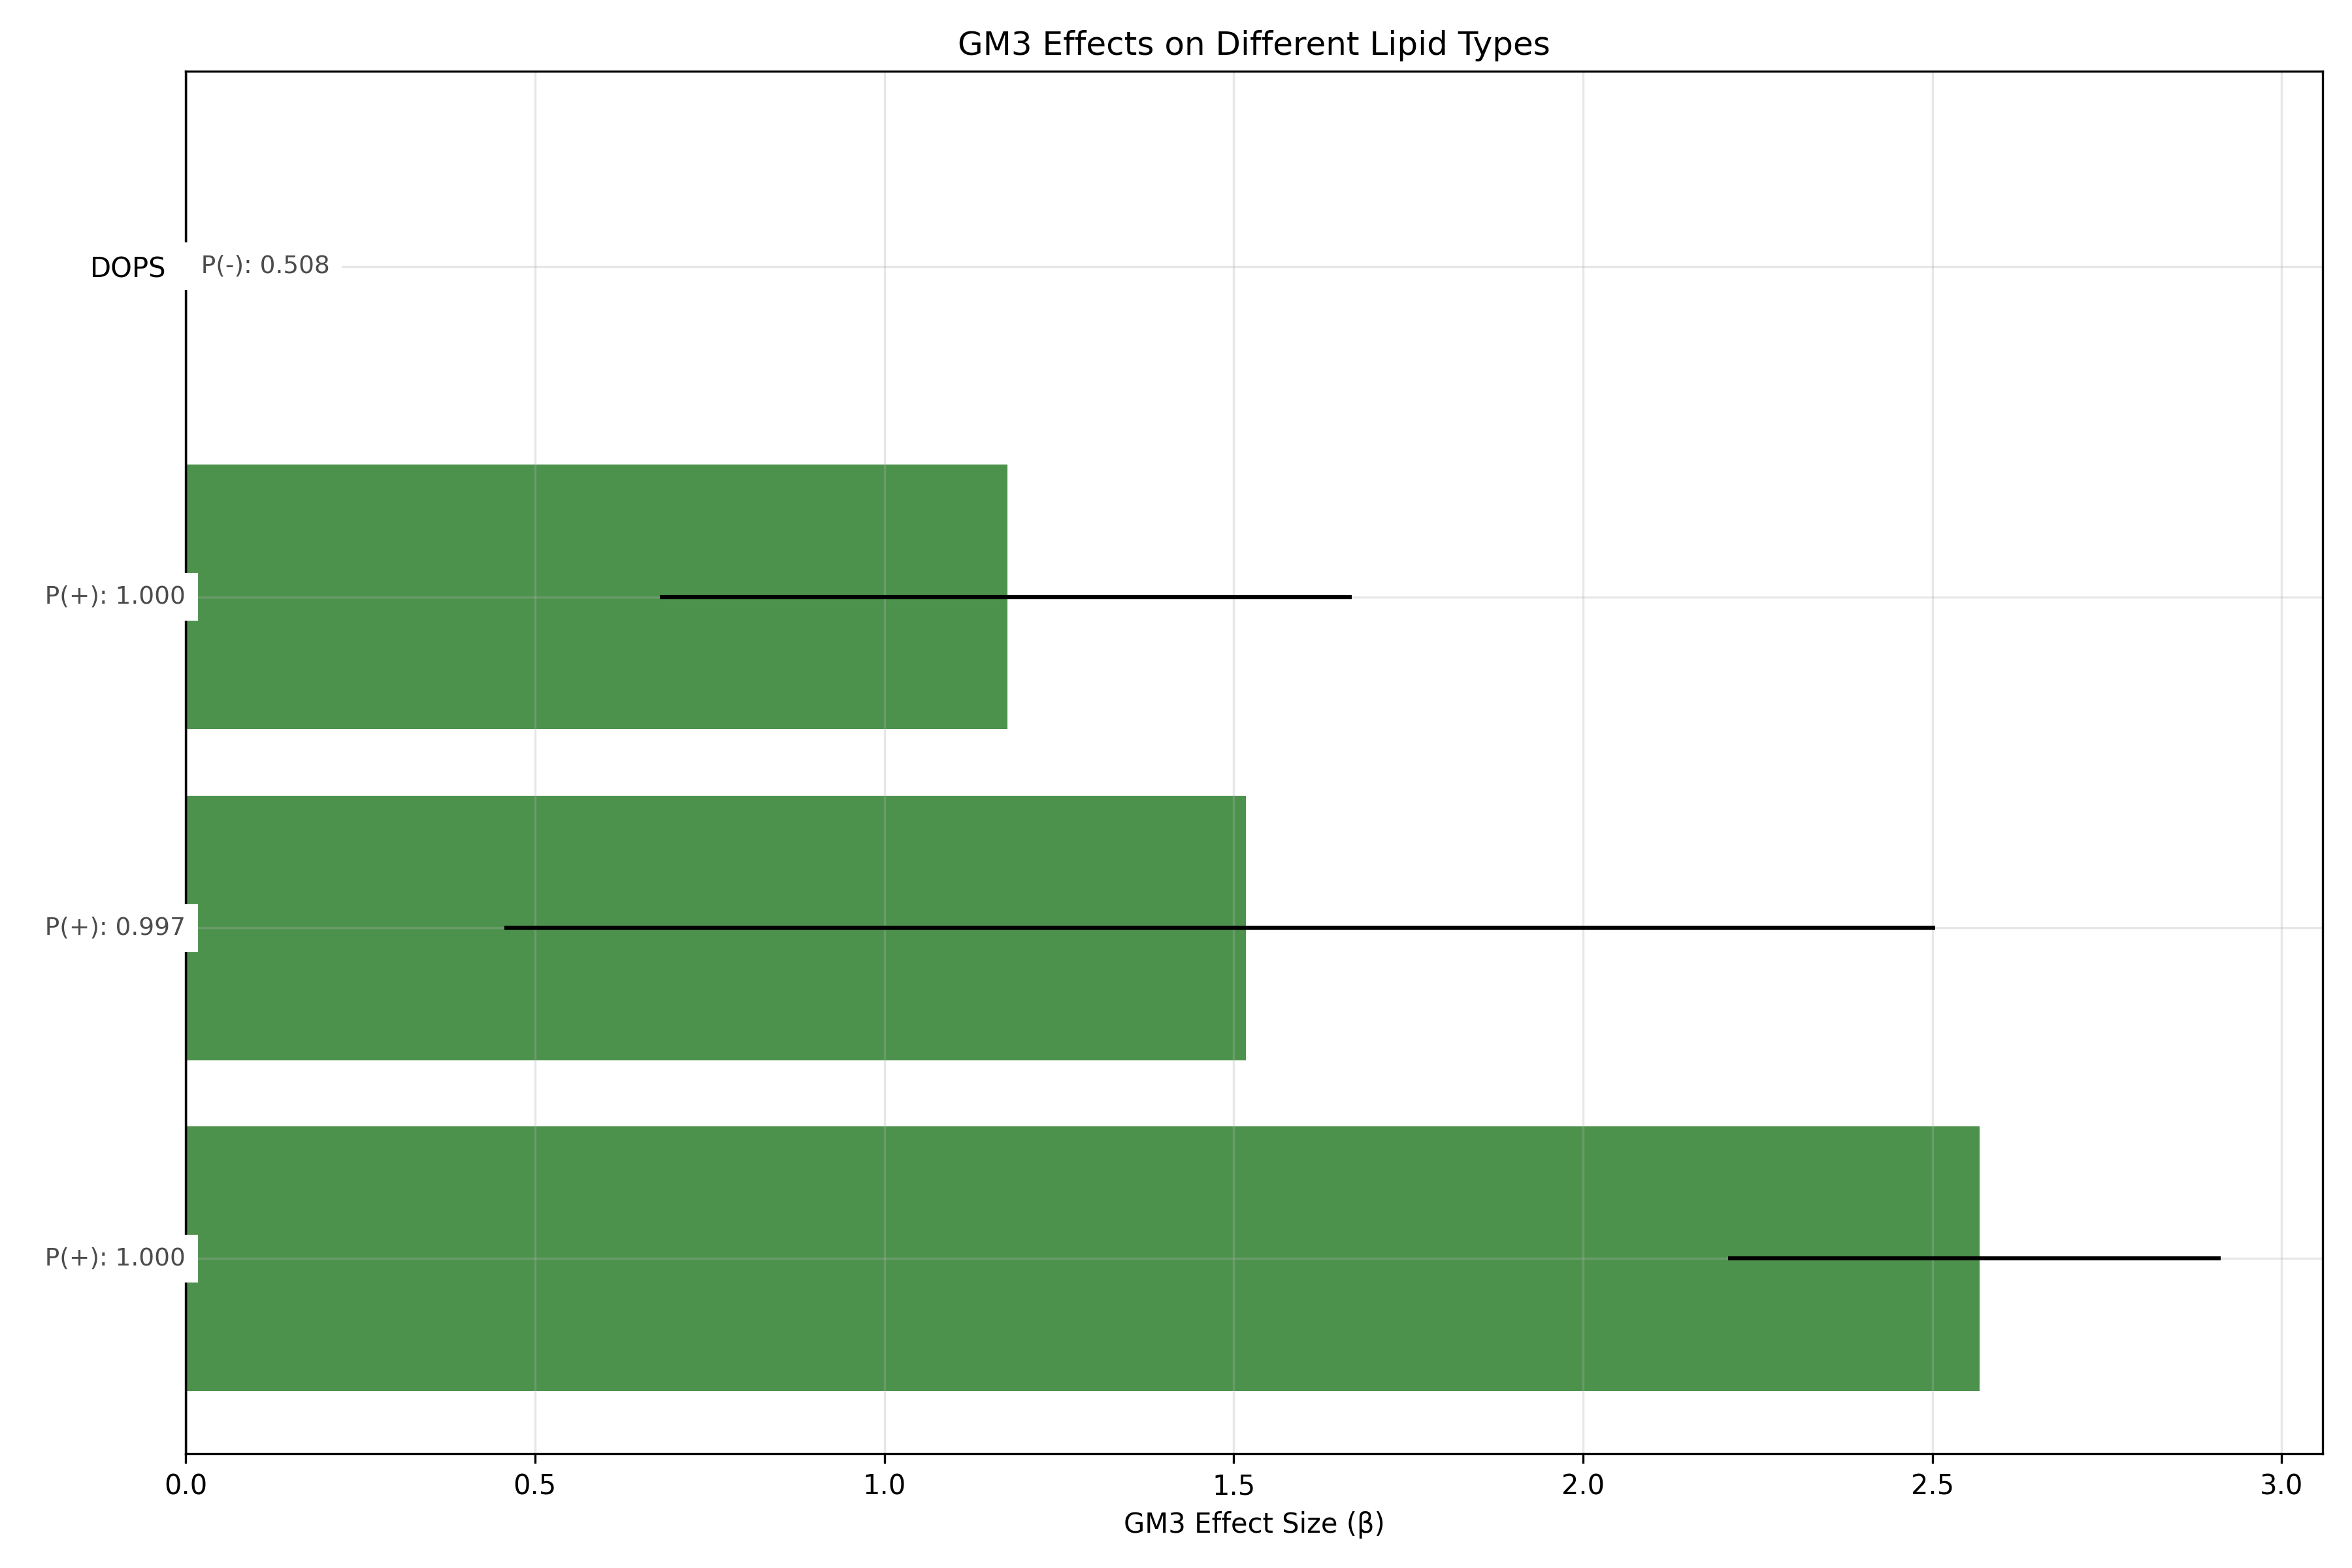 GM3 Effects on Different Lipid Types
DOPS
P(-): 0.508
P(+): 1.000
P(+): 0.997
P(+): 1.000
0.0
0.5
1.0
1.5
2.0
2.5
3.0
GM3 Effect Size (β)